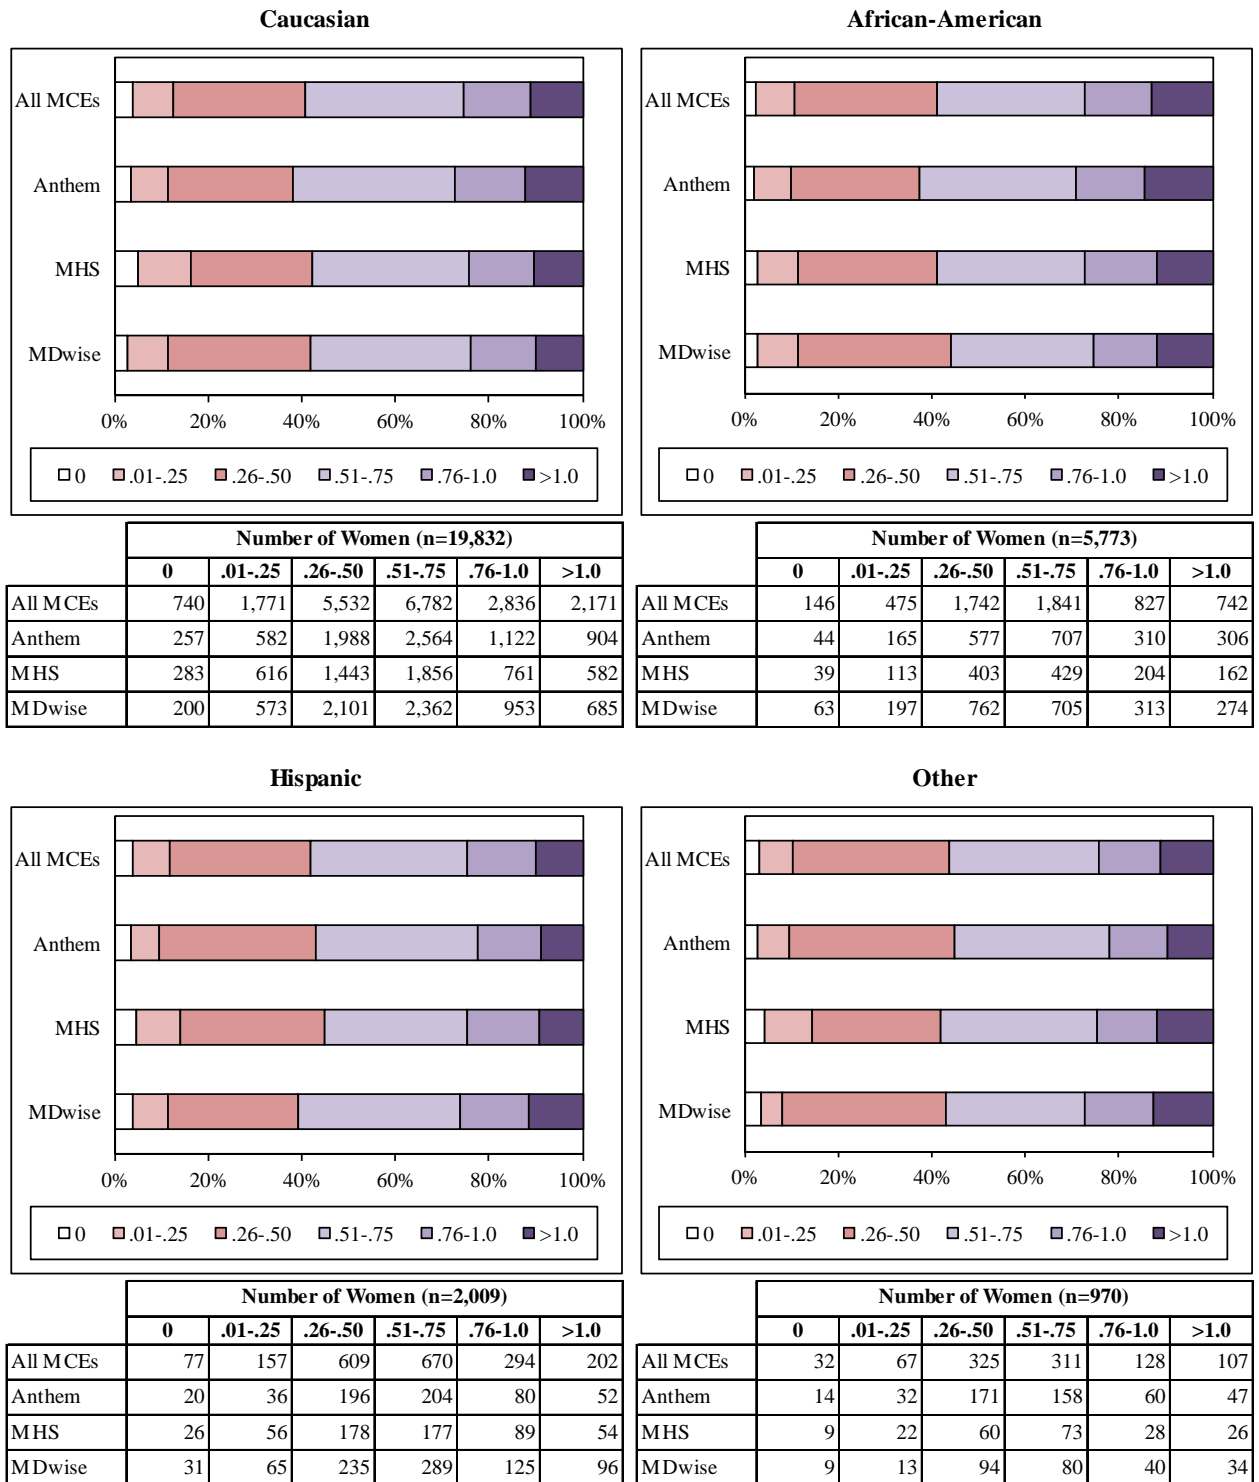 Caucasian
All MCEs
Anthem
MHS
MDwise
0% 20% 40% 60% 80% 100%
0 .01-.25 .26-.50 .51-.75 .76-1.0 >1.0
Number of Women (n=19,832)
0 .01-.25 .26-.50 .51-.75 .76-1.0 >1.0
All MCEs 740 1,771 5,532 6,782 2,836 2,171
Anthem 257 582 1,988 2,564 1,122 904
MHS 283 616 1,443 1,856 761 582
MDwise 200 573 2,101 2,362 953 685
African-American
All MCEs
Anthem
MHS
MDwise
0% 20% 40% 60% 80% 100%
0 .01-.25 .26-.50 .51-.75 .76-1.0 >1.0
Number of Women (n=5,773)
0 .01-.25 .26-.50 .51-.75 .76-1.0 >1.0
All MCEs 146 475 1,742 1,841 827 742
Anthem 44 165 577 707 310 306
MHS 39 113 403 429 204 162
MDwise 63 197 762 705 313 274
Hispanic
All MCEs
Anthem
MHS
MDwise
0% 20% 40% 60% 80% 100%
0 .01-.25 .26-.50 .51-.75 .76-1.0 >1.0
Number of Women (n=2,009)
0 .01-.25 .26-.50 .51-.75 .76-1.0 >1.0
All MCEs 77 157 609 670 294 202
Anthem 20 36 196 204 80 52
MHS 26 56 178 177 89 54
MDwise 31 65 235 289 125 96
Other
All MCEs
Anthem
MHS
MDwise
0% 20% 40% 60% 80% 100%
0 .01-.25 .26-.50 .51-.75 .76-1.0 >1.0
Number of Women (n=970)
0 .01-.25 .26-.50 .51-.75 .76-1.0 >1.0
All MCEs 32 67 325 311 128 107
Anthem 14 32 171 158 60 47
MHS 9 22 60 73 28 26
MDwise 9 13 94 80 40 34